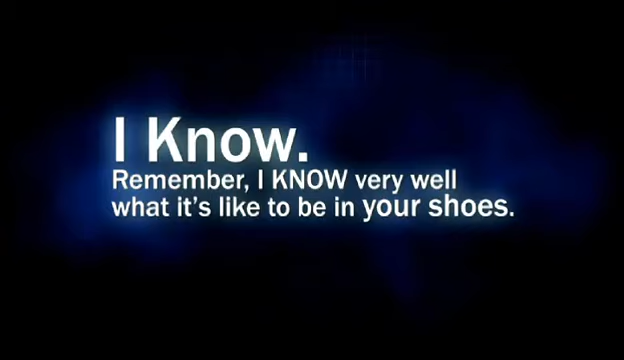 I Know.
Remember, I KNOW very well
what it's like to be in your shoes.